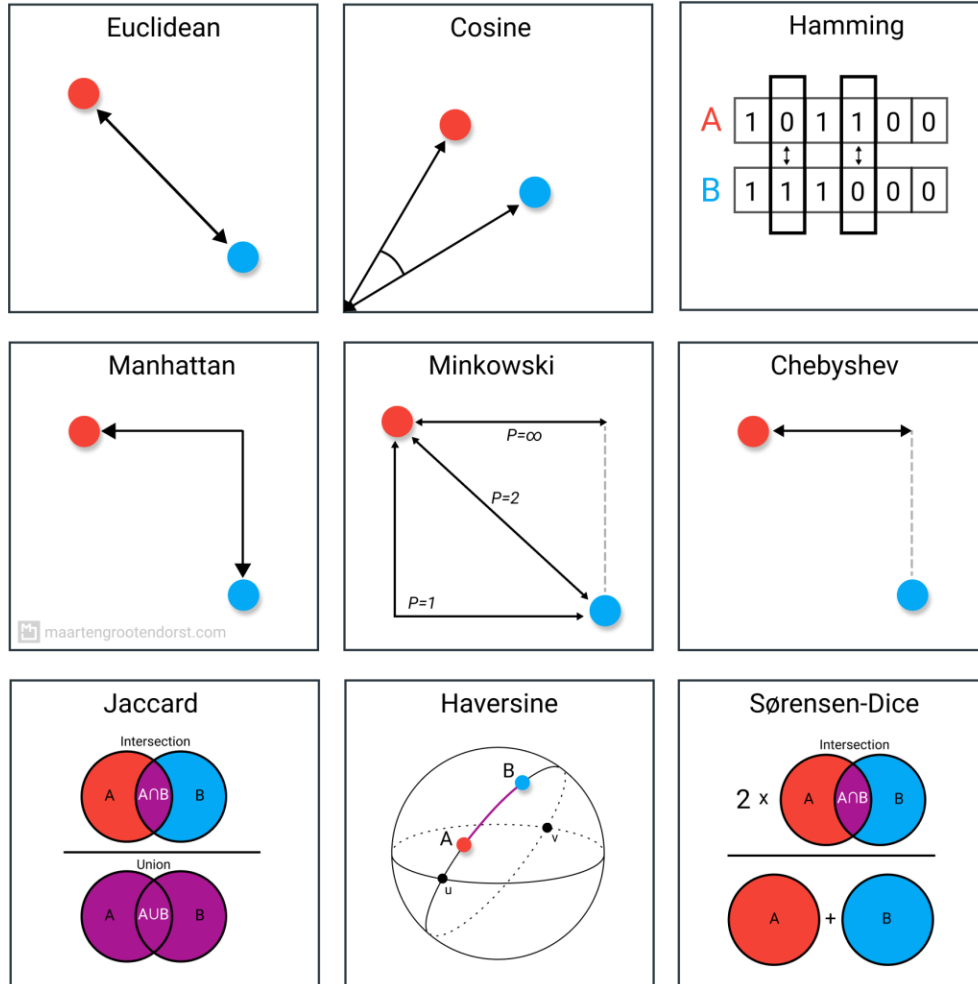 Euclidean
Cosine
Hamming
A 1 0 1 1 0 0
B 1 1 1 0 0 0
Manhattan
maartengrootendorst.com
Minkowski
P=∞
P=2
P=1
Chebyshev
Jaccard
Intersection
A A∩B B
Union
A A∪B B
Haversine
B
A
v
u
Sørensen-Dice
Intersection
2 x A A∩B B
A + B